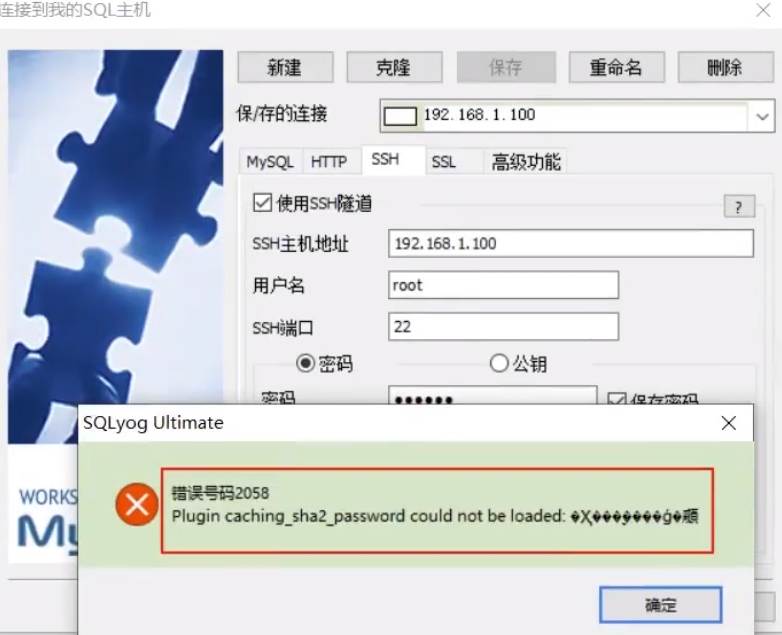 连接到我的SQL主机
新建 克隆 保存 重命名 删除
保/存的连接 192.168.1.100
MySQL HTTP SSH SSL 高级功能
使用SSH隧道 ?
SSH主机地址 192.168.1.100
用户名 root
SSH端口 22
密码 公钥
密码 ●●●●●● 保存密码
SQLyog Ultimate
WORKS
My
错误号码2058
Plugin caching_sha2_password could not be loaded:
确定